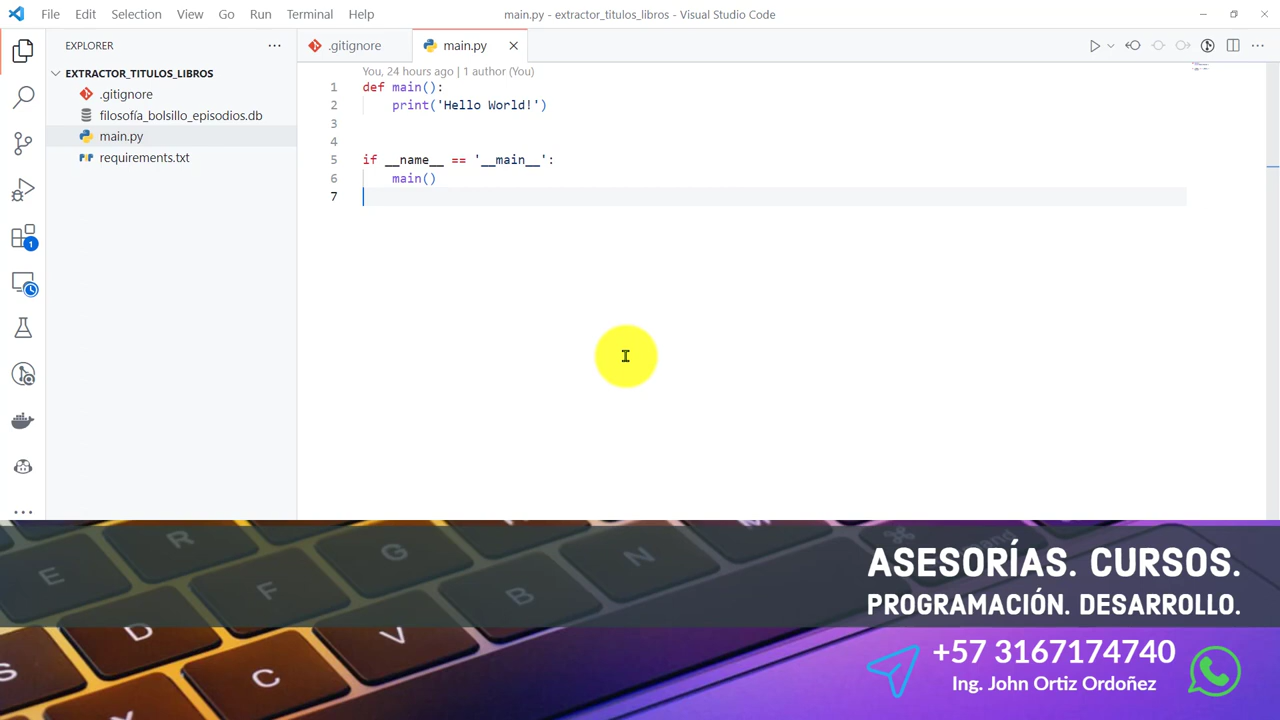 File Edit Selection View Go Run Terminal Help
main.py - extractor_titulos_libros - Visual Studio Code
EXPLORER
EXTRACTOR_TITULOS_LIBROS
.gitignore
filosofía_bolsillo_episodios.db
main.py
requirements.txt
1
.gitignore
main.py
You, 24 hours ago | 1 author (You)
1 def main():
2 print('Hello World!')
3
4
5 if __name__ == '__main__':
6 main()
7
ASESORÍAS. CURSOS.
PROGRAMACIÓN. DESARROLLO.
+57 3167174740
Ing. John Ortiz Ordoñez
E
R
F
G
D
V
C
B
N
S